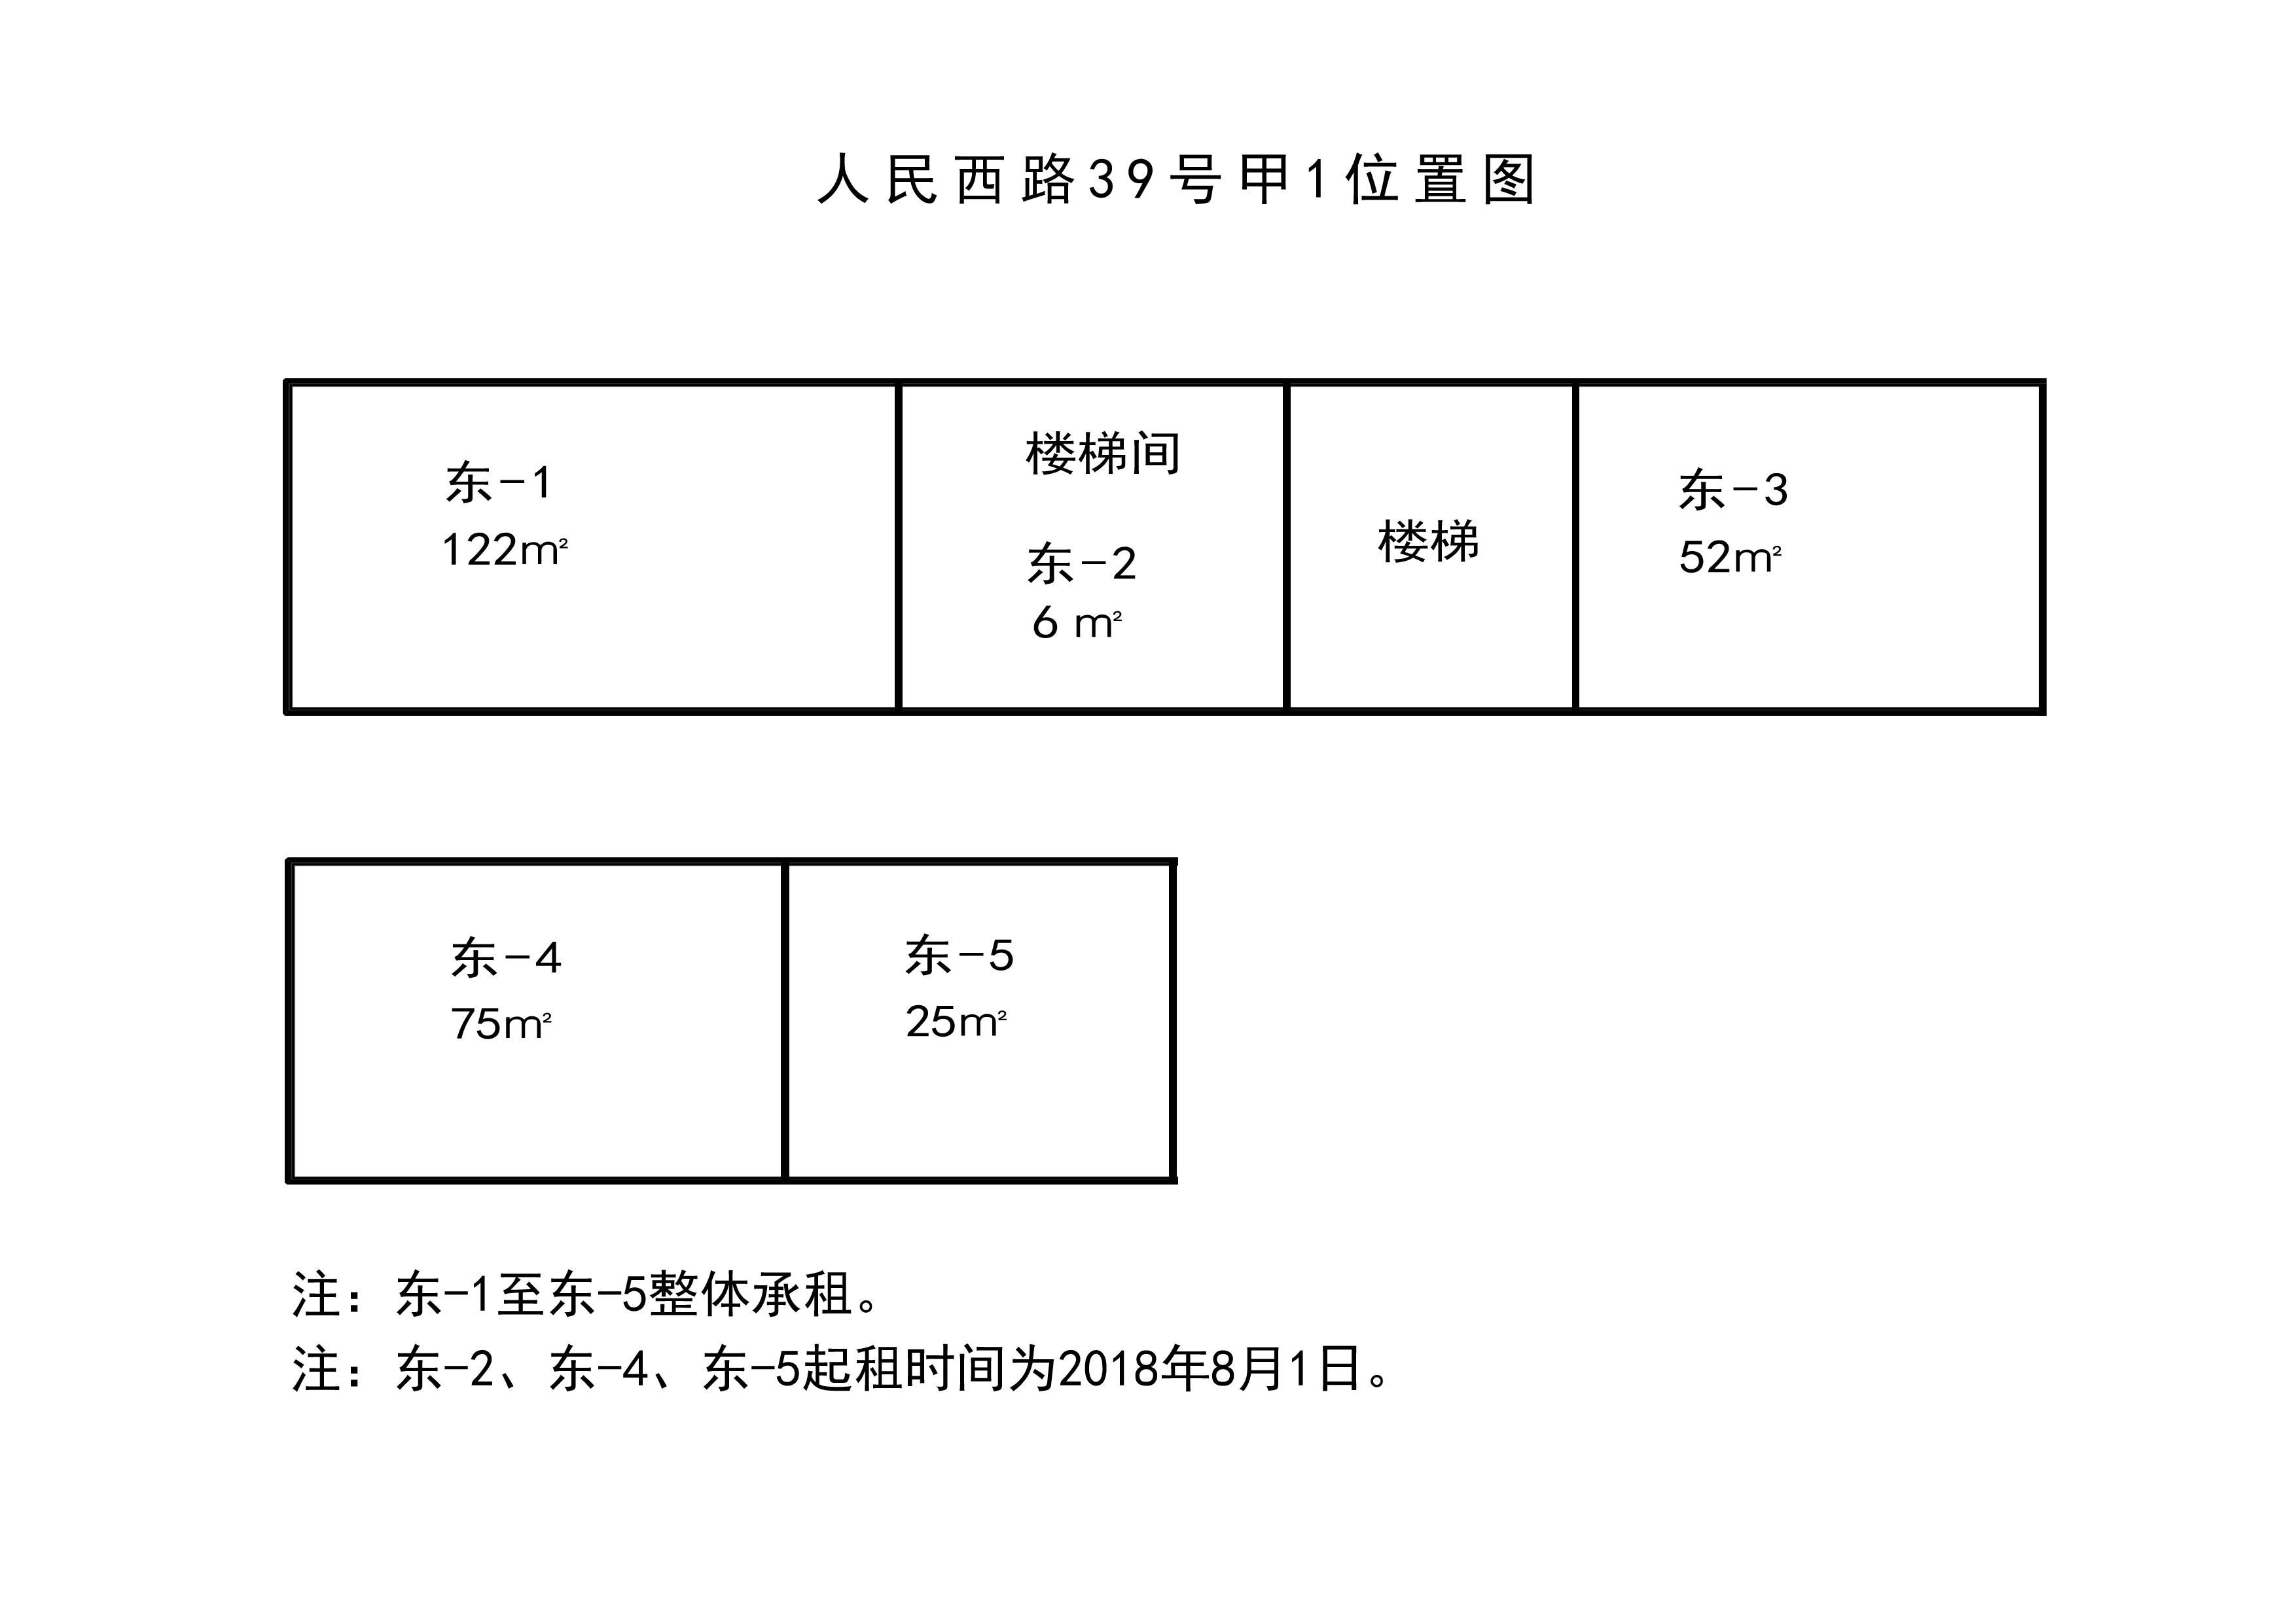 人民西路39号甲1位置图
东-1
122m²
楼梯间
东-2
6 m²
楼梯
东-3
52m²
东-4
75m²
东-5
25m²
注：东-1至东-5整体承租。
注：东-2、东-4、东-5起租时间为2018年8月1日。